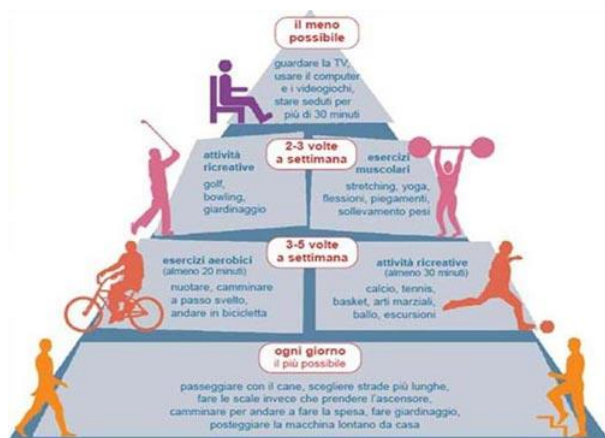 il meno
possibile
guardare la TV,
usare il computer
e i videogiochi,
stare seduti per
più di 30 minuti
2-3 volte
a settimana
attività
ricreative
golf,
bowling,
giardinaggio
esercizi
muscolari
stretching, yoga,
flessioni, piegamenti,
sollevamento pesi
3-5 volte
a settimana
esercizi aerobici
(almeno 20 minuti)
nuotare, camminare
a passo svelto,
andare in bicicletta
attività ricreative
(almeno 30 minuti)
calcio, tennis,
basket, arti marziali,
ballo, escursioni
ogni giorno
il più possibile
passeggiare con il cane, scegliere strade più lunghe,
fare le scale invece che prendere l'ascensore,
camminare per andare a fare la spesa, fare giardinaggio,
posteggiare la macchina lontano da casa